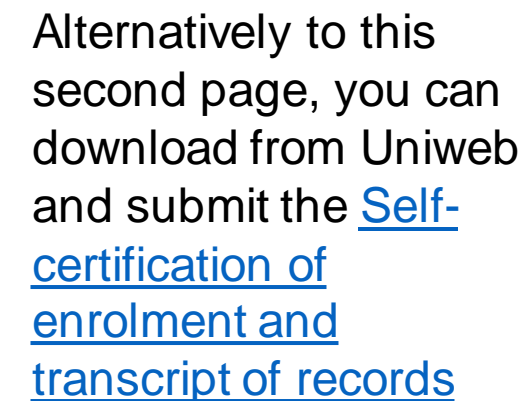 Alternatively to this
second page, you can
download from Uniweb
and submit the Self-
certification of
enrolment and
transcript of records